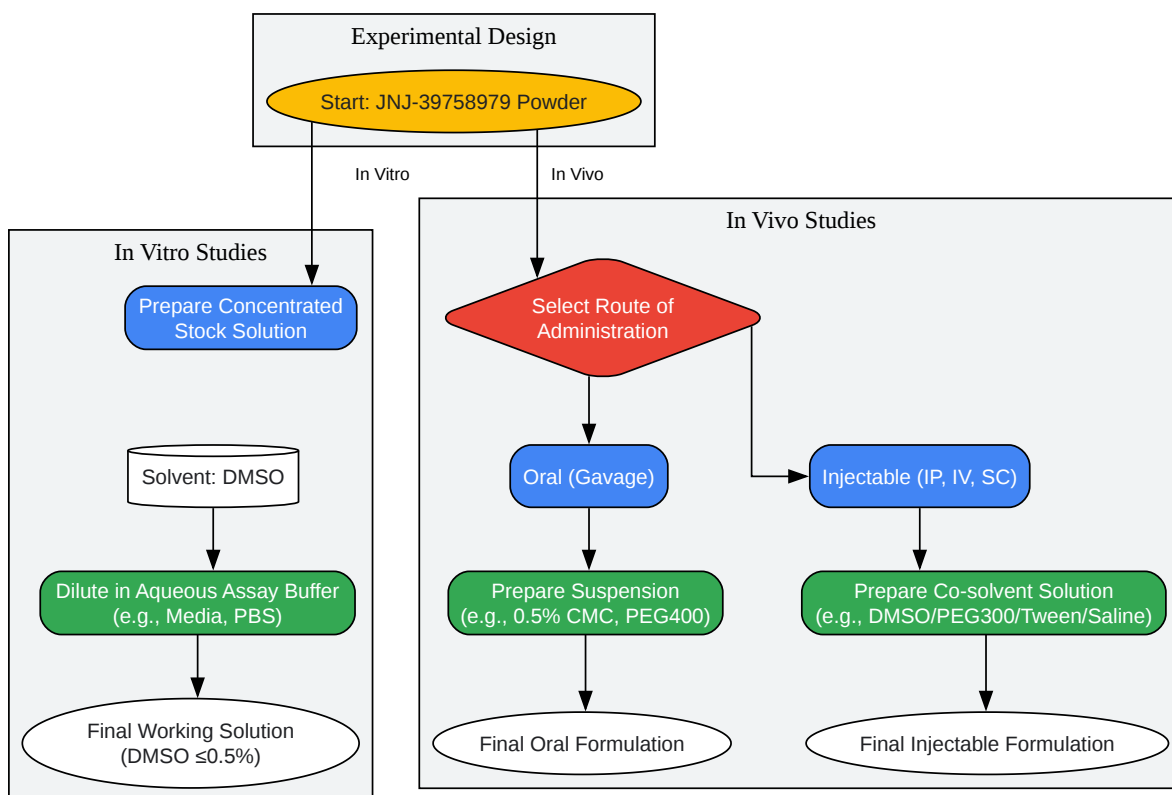 Experimental Design
Start: JNJ-39758979 Powder
In Vitro
In Vivo
In Vitro Studies
Prepare Concentrated
Stock Solution
Solvent: DMSO
Dilute in Aqueous Assay Buffer
(e.g., Media, PBS)
Final Working Solution
(DMSO ≤0.5%)
In Vivo Studies
Select Route of
Administration
Oral (Gavage)
Injectable (IP, IV, SC)
Prepare Suspension
(e.g., 0.5% CMC, PEG400)
Prepare Co-solvent Solution
(e.g., DMSO/PEG300/Tween/Saline)
Final Oral Formulation
Final Injectable Formulation